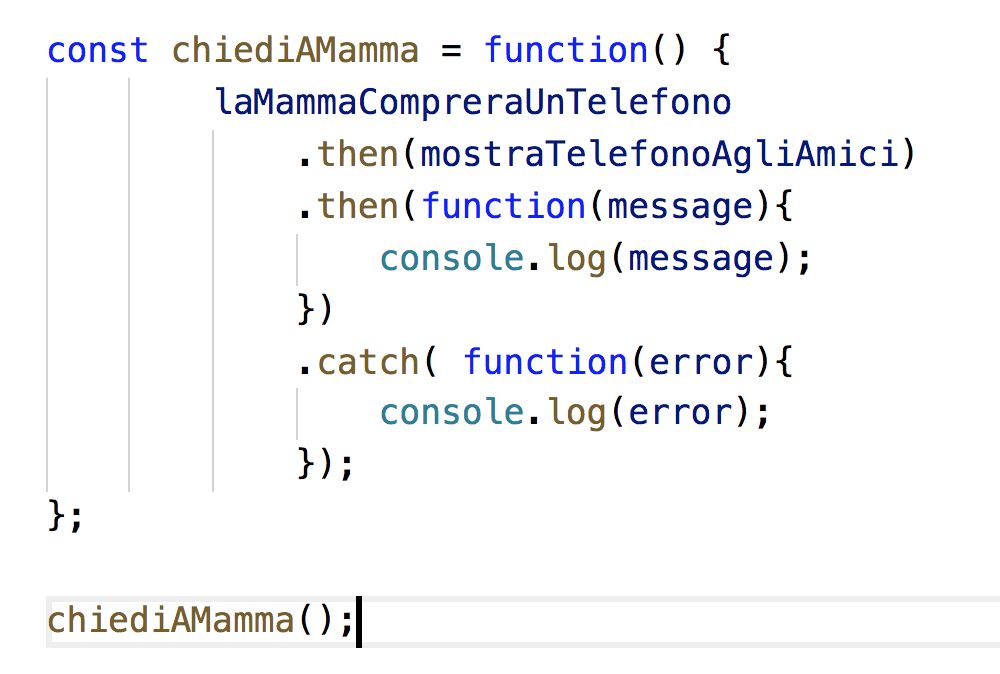 const chiediAMamma = function() {
laMammaCompreraUnTelefono
.then(mostraTelefonoAgliAmici)
.then(function(message){
console.log(message);
})
.catch( function(error){
console.log(error);
});
};
chiediAMamma();